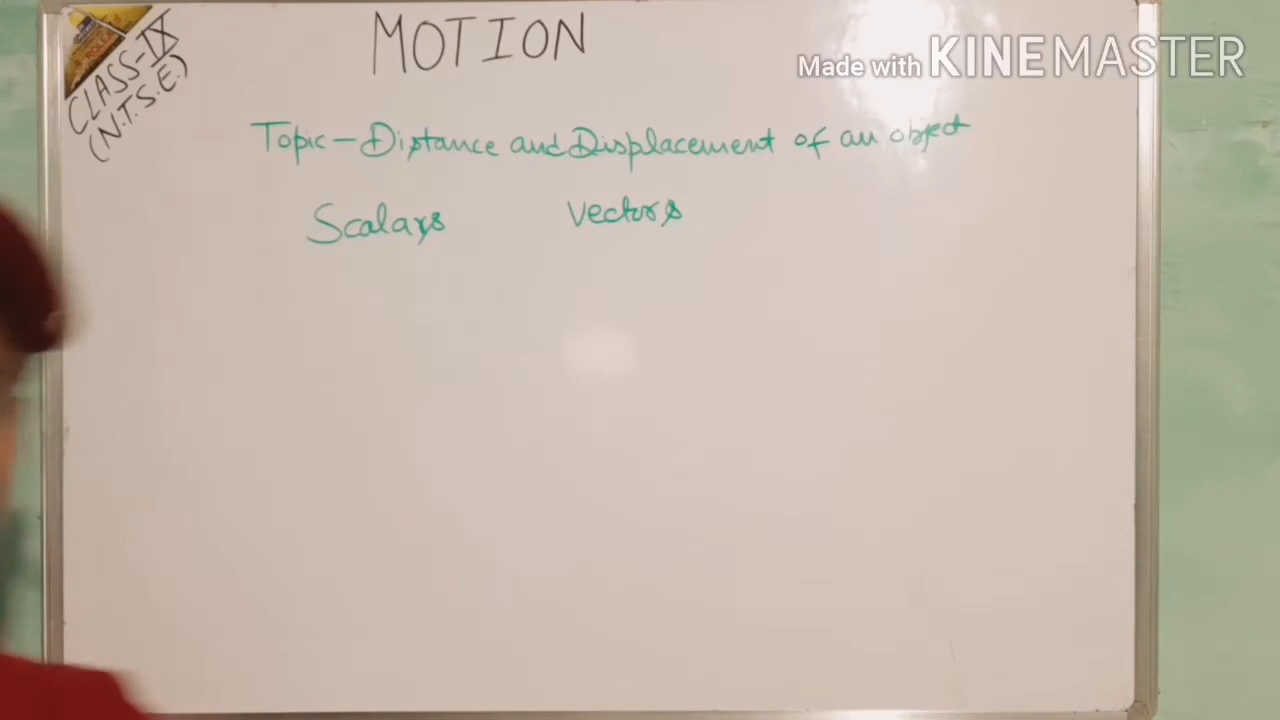 MOTION
Made with KINEMASTER
CLASS-IX
(N.T.S.E.)
Topic - Distance and Displacement of an object
Scalars Vectors